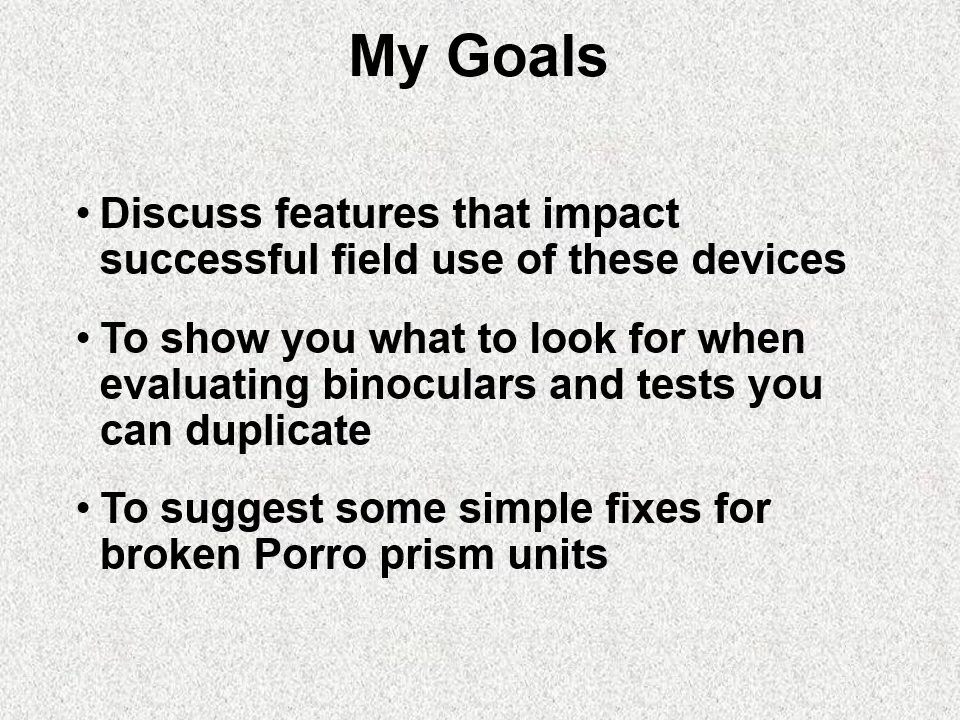 My Goals
• Discuss features that impact
successful field use of these devices
• To show you what to look for when
evaluating binoculars and tests you
can duplicate
• To suggest some simple fixes for
broken Porro prism units